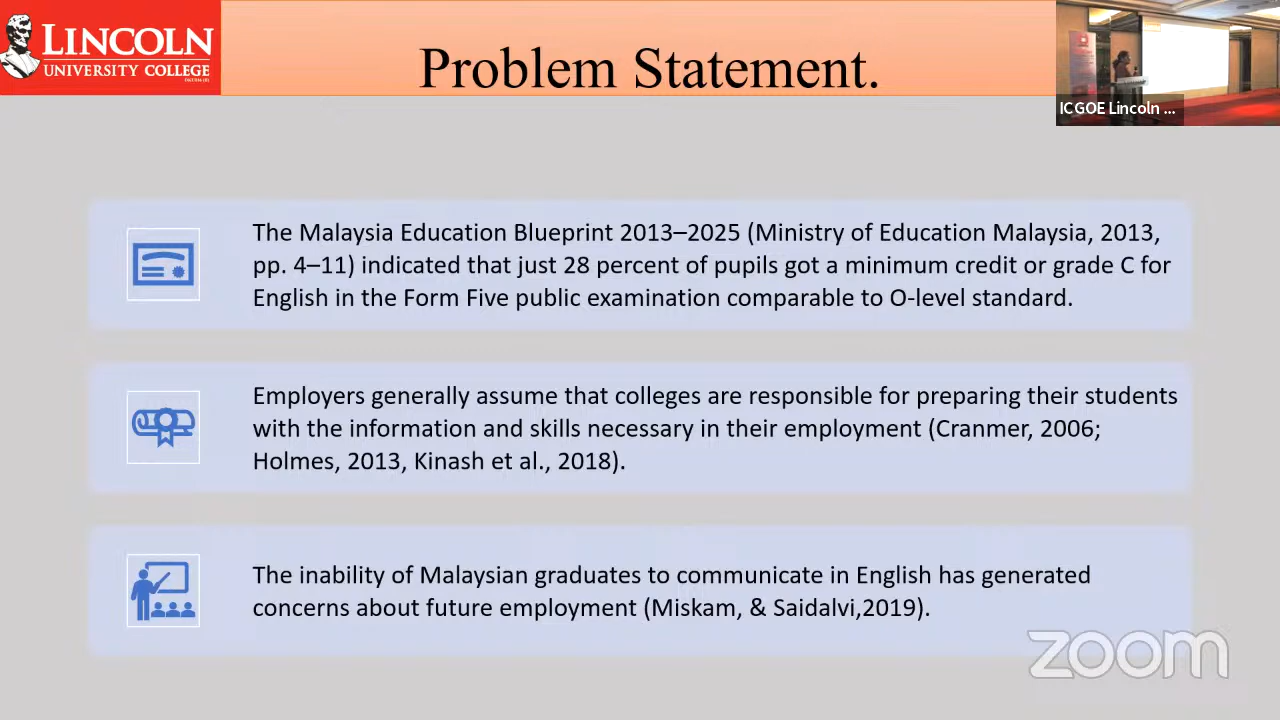 LINCOLN
UNIVERSITY COLLEGE
Problem Statement.
ICGOE Lincoln ...
The Malaysia Education Blueprint 2013–2025 (Ministry of Education Malaysia, 2013,
pp. 4–11) indicated that just 28 percent of pupils got a minimum credit or grade C for
English in the Form Five public examination comparable to O-level standard.
Employers generally assume that colleges are responsible for preparing their students
with the information and skills necessary in their employment (Cranmer, 2006;
Holmes, 2013, Kinash et al., 2018).
The inability of Malaysian graduates to communicate in English has generated
concerns about future employment (Miskam, & Saidalvi,2019).
zoom